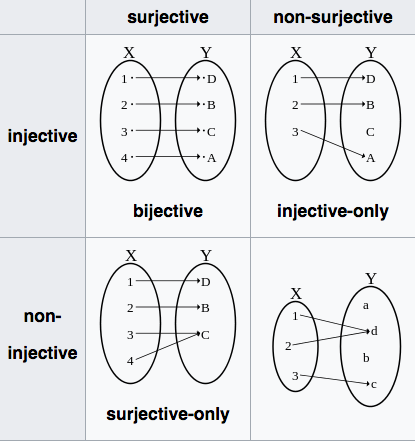 surjective non-surjective
injective
X Y
1 D
2 B
3 C
4 A
bijective
X Y
1 D
2 B
3 C
A
injective-only
non-
injective
X Y
1 D
2 B
3 C
4
surjective-only
X Y
a
1 d
2
b
3 c